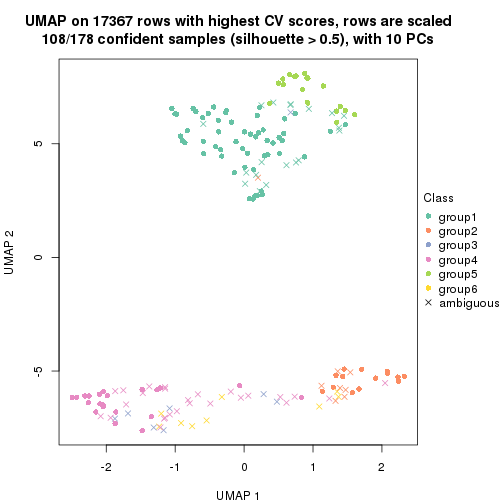 UMAP on 17367 rows with highest CV scores, rows are scaled
108/178 confident samples (silhouette > 0.5), with 10 PCs
5
0
-5
UMAP 2
-2
-1
0
1
2
UMAP 1
Class
group1
group2
group3
group4
group5
group6
ambiguous